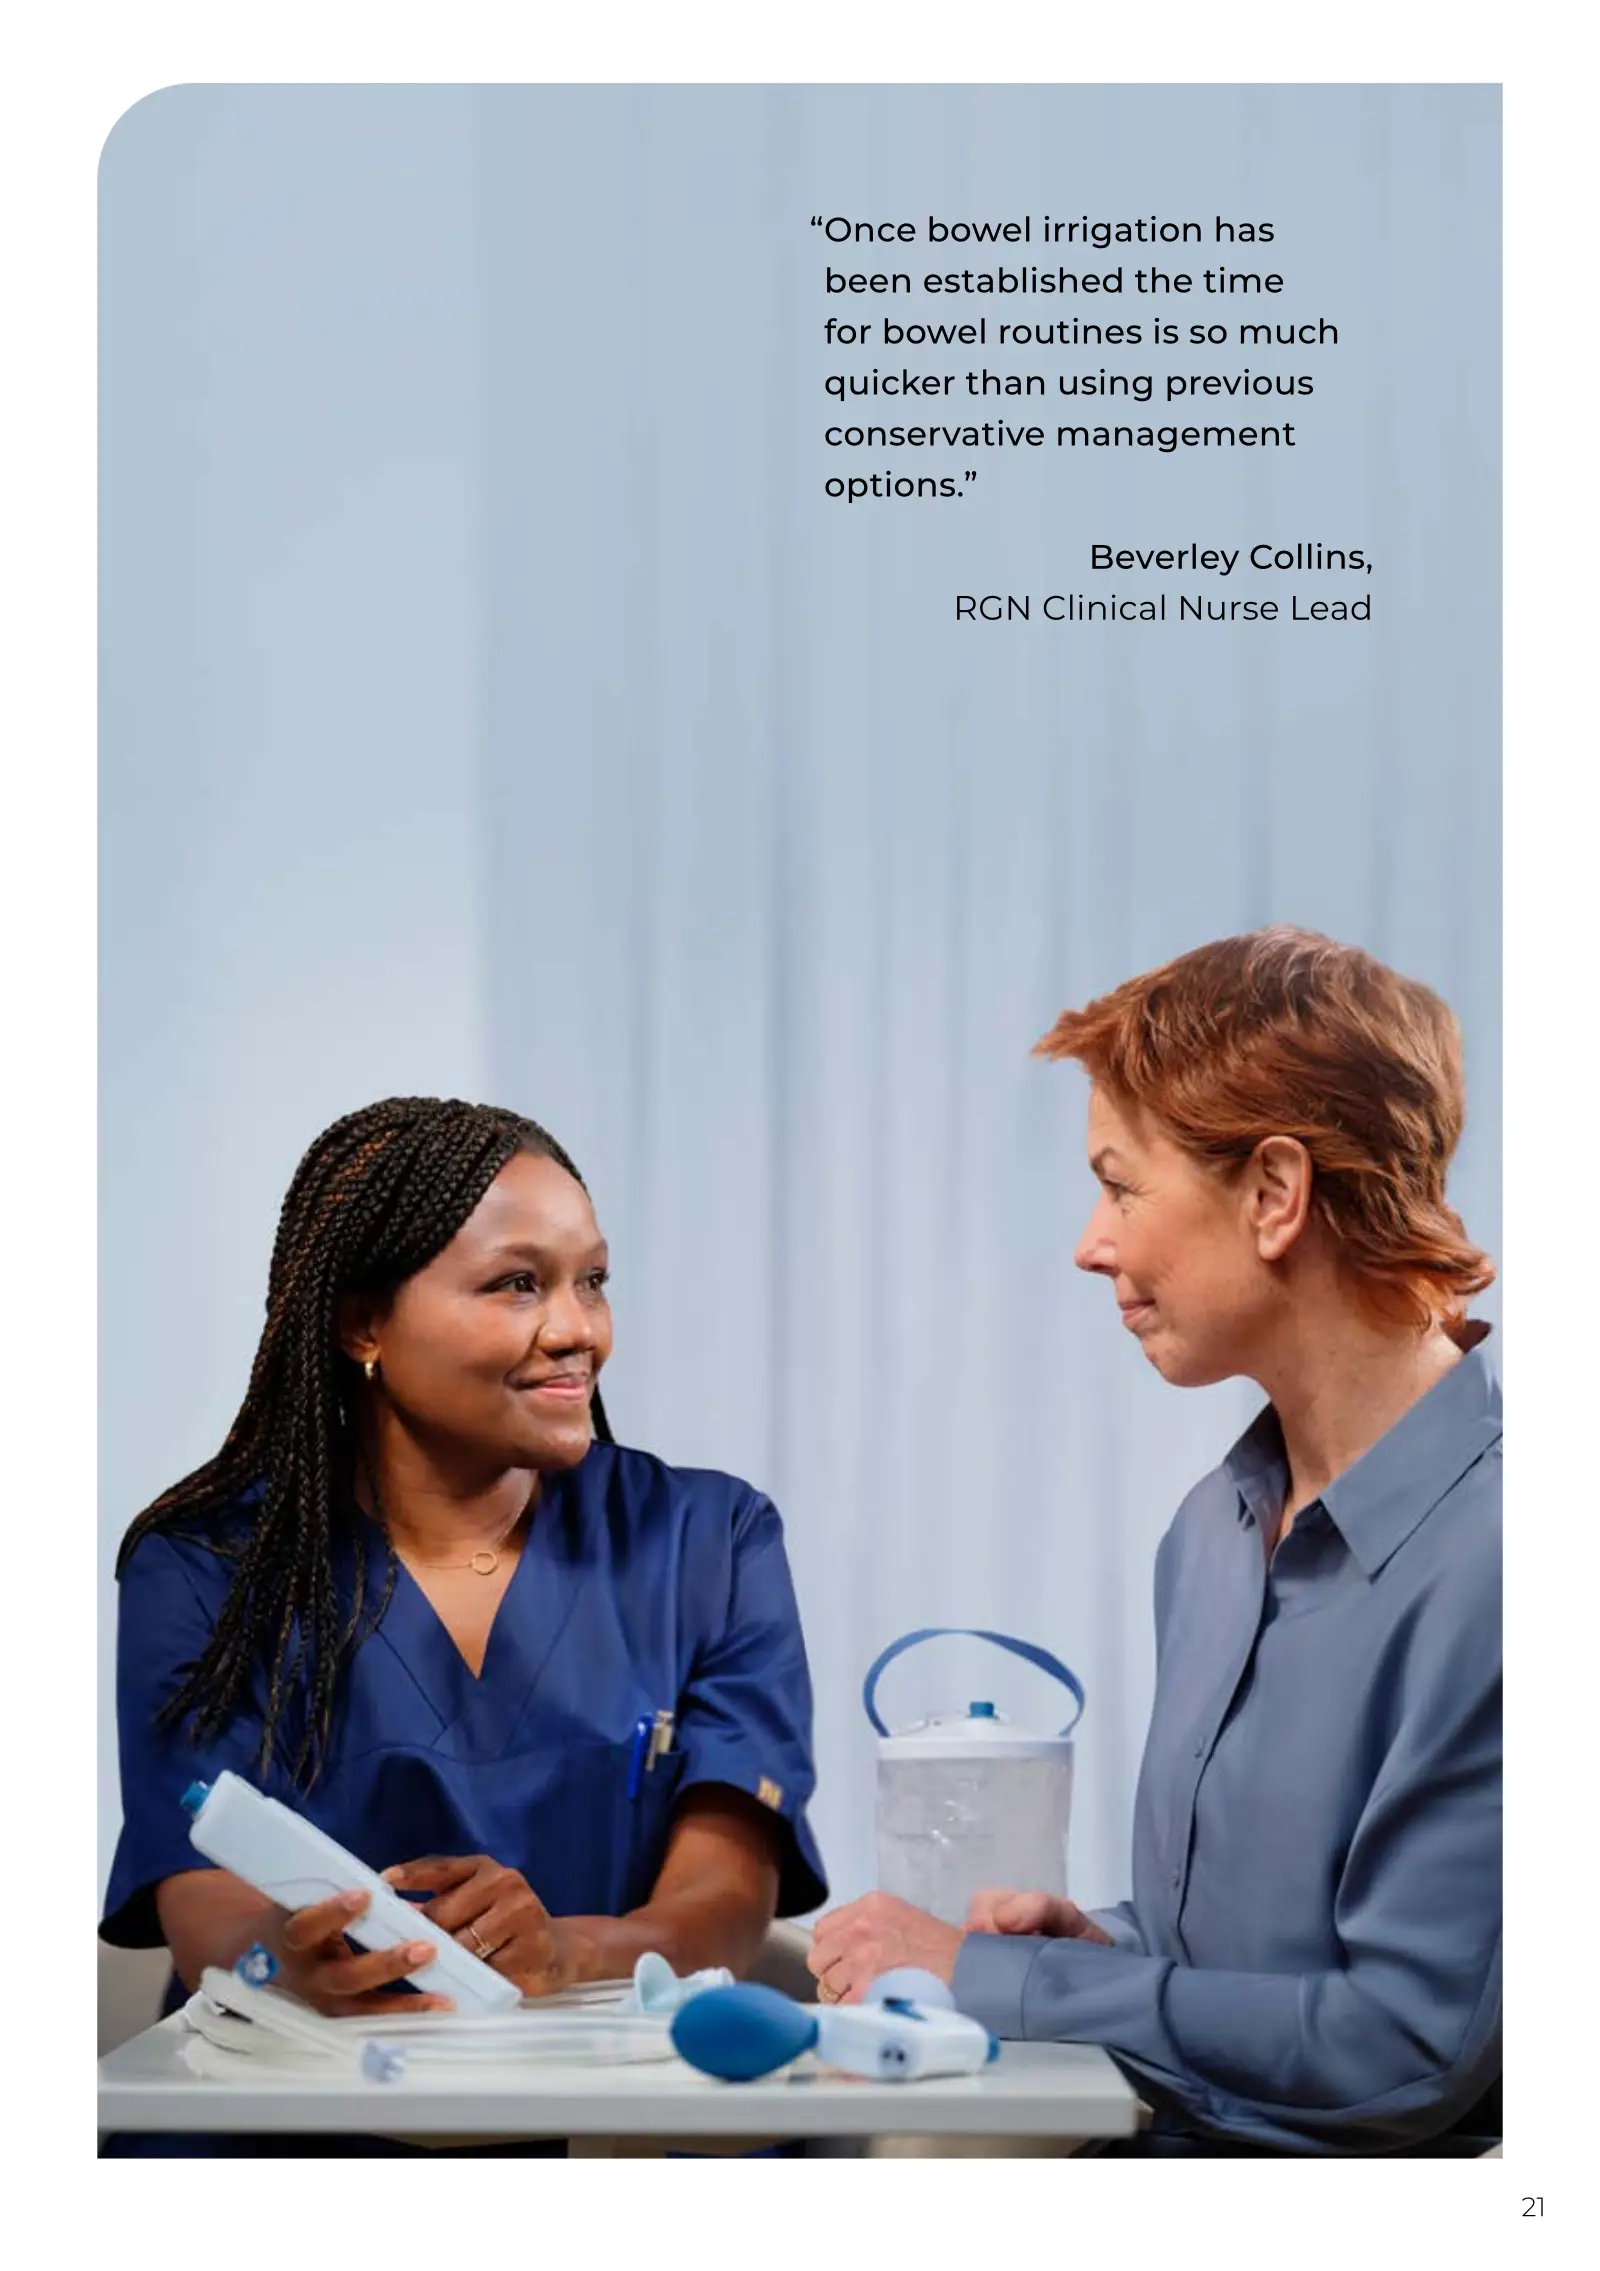 “Once bowel irrigation has
been established the time
for bowel routines is so much
quicker than using previous
conservative management
options.”
Beverley Collins,
RGN Clinical Nurse Lead
21